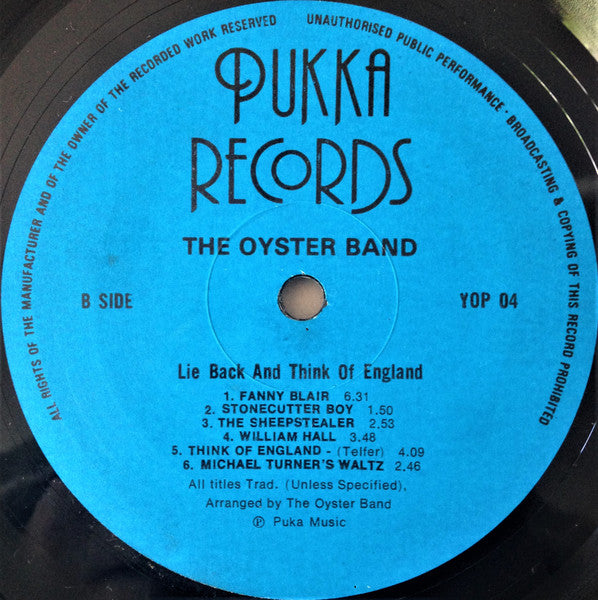 ALL RIGHTS OF THE MANUFACTURER AND OF THE OWNER OF THE RECORDED WORK RESERVED
UNAUTHORISED PUBLIC PERFORMANCE · BROADCASTING & COPYING OF THIS RECORD PROHIBITED
PUKKA
RECORDS
THE OYSTER BAND
B SIDE
YOP 04
Lie Back And Think Of England
1. FANNY BLAIR 6.31
2. STONECUTTER BOY 1.50
3. THE SHEEPSTEALER 2.53
4. WILLIAM HALL 3.48
5. THINK OF ENGLAND - (Telfer) 4.09
6. MICHAEL TURNER'S WALTZ 2.46
All titles Trad. (Unless Specified),
Arranged by The Oyster Band
℗ Puka Music